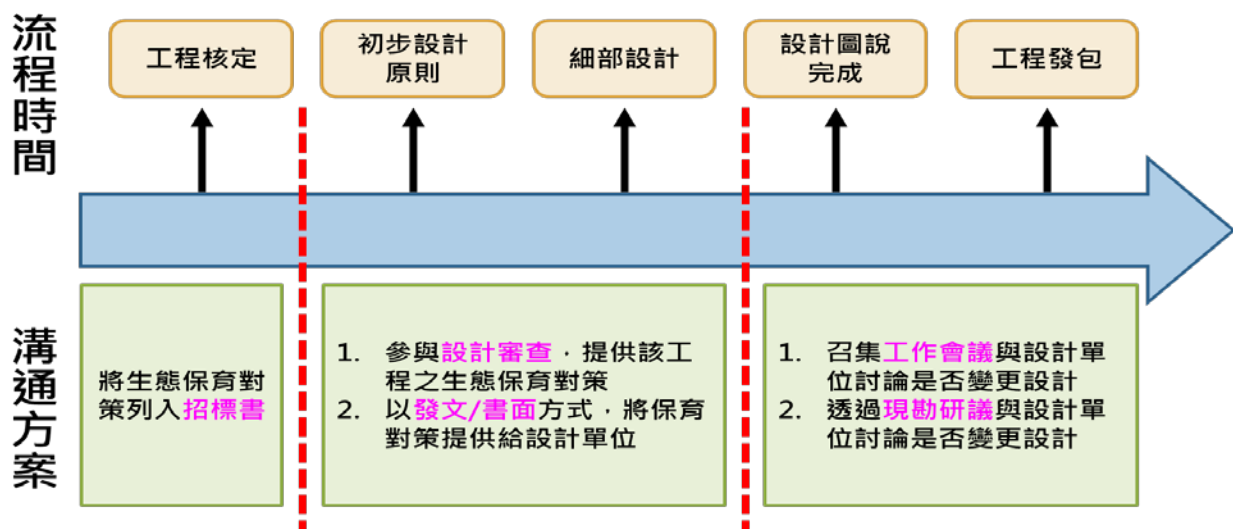 流程時間
工程核定
初步設計
原則
細部設計
設計圖說
完成
工程發包
溝通方案
將生態保育對
策列入招標書
1. 參與設計審查，提供該工
程之生態保育對策
2. 以發文/書面方式，將保育
對策提供給設計單位
1. 召集工作會議與設計單
位討論是否變更設計
2. 透過現勘研議與設計單
位討論是否變更設計